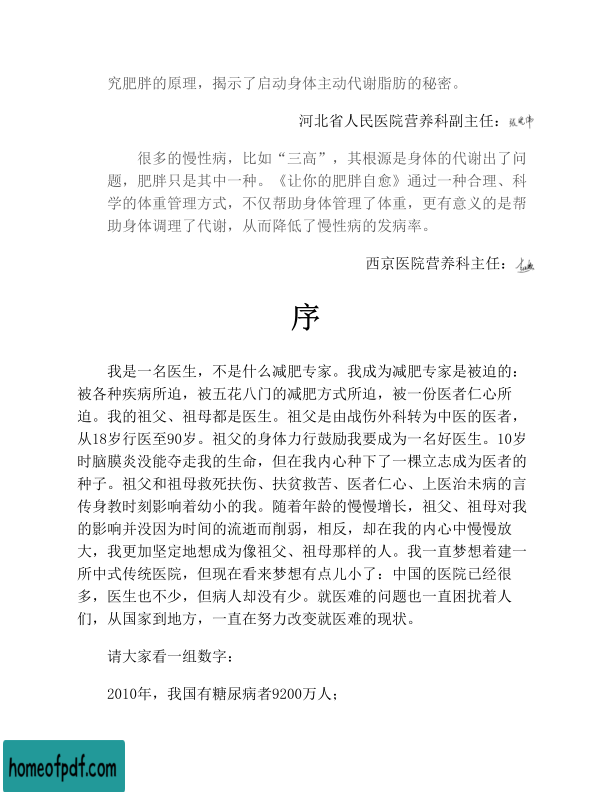 究肥胖的原理，揭示了启动身体主动代谢脂肪的秘密。
河北省人民医院营养科副主任：
很多的慢性病，比如“三高”，其根源是身体的代谢出了问
题，肥胖只是其中一种。《让你的肥胖自愈》通过一种合理、科
学的体重管理方式，不仅帮助身体管理了体重，更有意义的是帮
助身体调理了代谢，从而降低了慢性病的发病率。
西京医院营养科主任：
序
我是一名医生，不是什么减肥专家。我成为减肥专家是被迫的：
被各种疾病所迫，被五花八门的减肥方式所迫，被一份医者仁心所
迫。我的祖父、祖母都是医生。祖父是由战伤外科转为中医的医者，
从18岁行医至90岁。祖父的身体力行鼓励我要成为一名好医生。10岁
时脑膜炎没能夺走我的生命，但在我内心种下了一棵立志成为医者的
种子。祖父和祖母救死扶伤、扶贫救苦、医者仁心、上医治未病的言
传身教时刻影响着幼小的我。随着年龄的慢慢增长，祖父、祖母对我
的影响并没因为时间的流逝而削弱，相反，却在我的内心中慢慢放
大，我更加坚定地想成为像祖父、祖母那样的人。我一直梦想着建一
所中式传统医院，但现在看来梦想有点儿小了：中国的医院已经很
多，医生也不少，但病人却没有少。就医难的问题也一直困扰着人
们，从国家到地方，一直在努力改变就医难的现状。
请大家看一组数字：
2010年，我国有糖尿病者9200万人；
homeofpdf.com